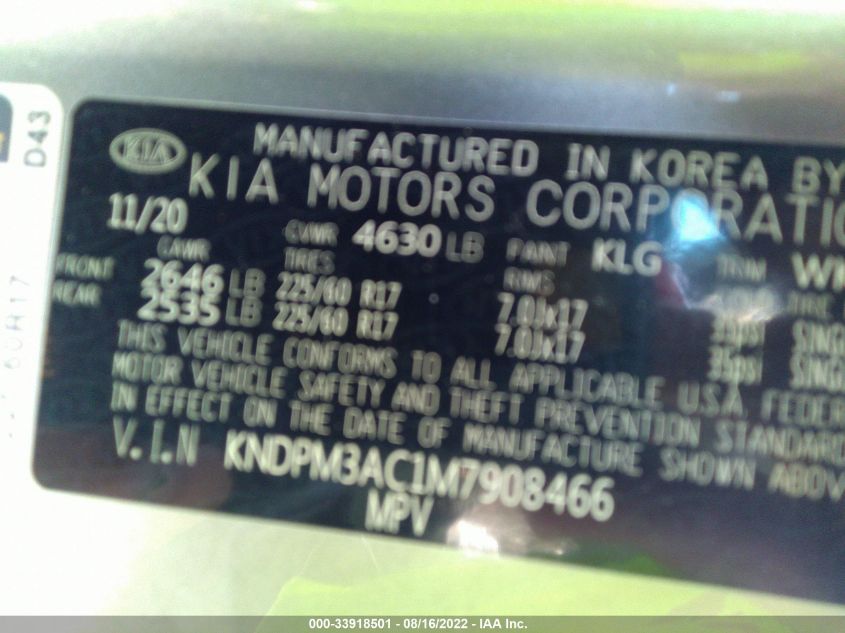 D43
KIA
MANUFACTURED IN KOREA BY
KIA MOTORS CORPORATIO
11/20
GVWR 4630 LB PAINT KLG TRIM
GAWR TIRES RIMS
FRONT 2646 LB 225/60 R17 7.0Jx17
REAR 2535 LB 225/60 R17 7.0Jx17 35psi SING
THIS VEHICLE CONFORMS TO ALL APPLICABLE U.S.A. FEDER
MOTOR VEHICLE SAFETY AND THEFT PREVENTION STANDARD
IN EFFECT ON THE DATE OF MANUFACTURE SHOWN ABOV
V.I.N KNDPM3AC1M7908466
MPV
000-33918501 - 08/16/2022 - IAA Inc.